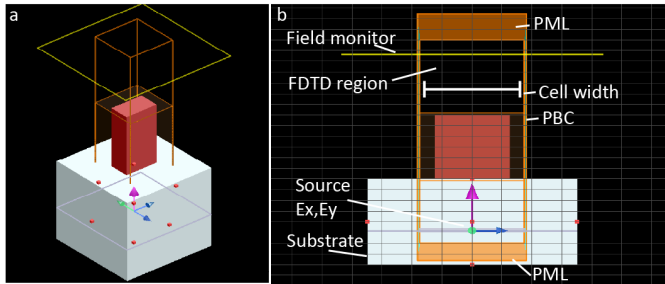 a
b
PML
Field monitor
FDTD region
Cell width
PBC
Source
Ex,Ey
Substrate
PML